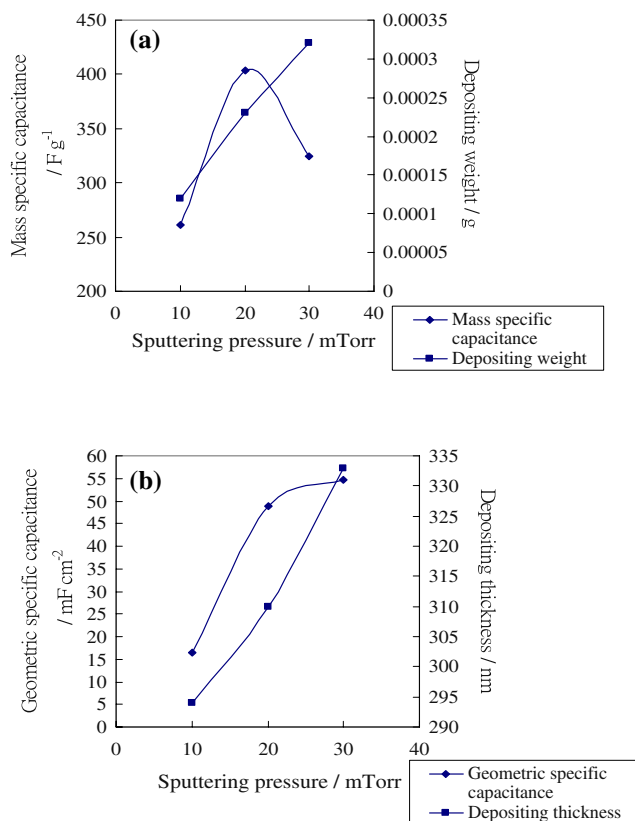 (a)
Mass specific capacitance
/ F g-1
450
400
350
300
250
200
0.00035
0.0003
0.00025
0.0002
0.00015
0.0001
0.00005
0
Depositing weight / g
0
10
20
30
40
Sputtering pressure / mTorr
Mass specific
capacitance
Depositing weight
(b)
Geometric specific capacitance
/ mF cm-2
60
55
50
45
40
35
30
25
20
15
10
5
0
335
330
325
320
315
310
305
300
295
290
Depositing thickness / nm
0
10
20
30
40
Sputtering pressure / mTorr
Geometric specific
capacitance
Depositing thickness